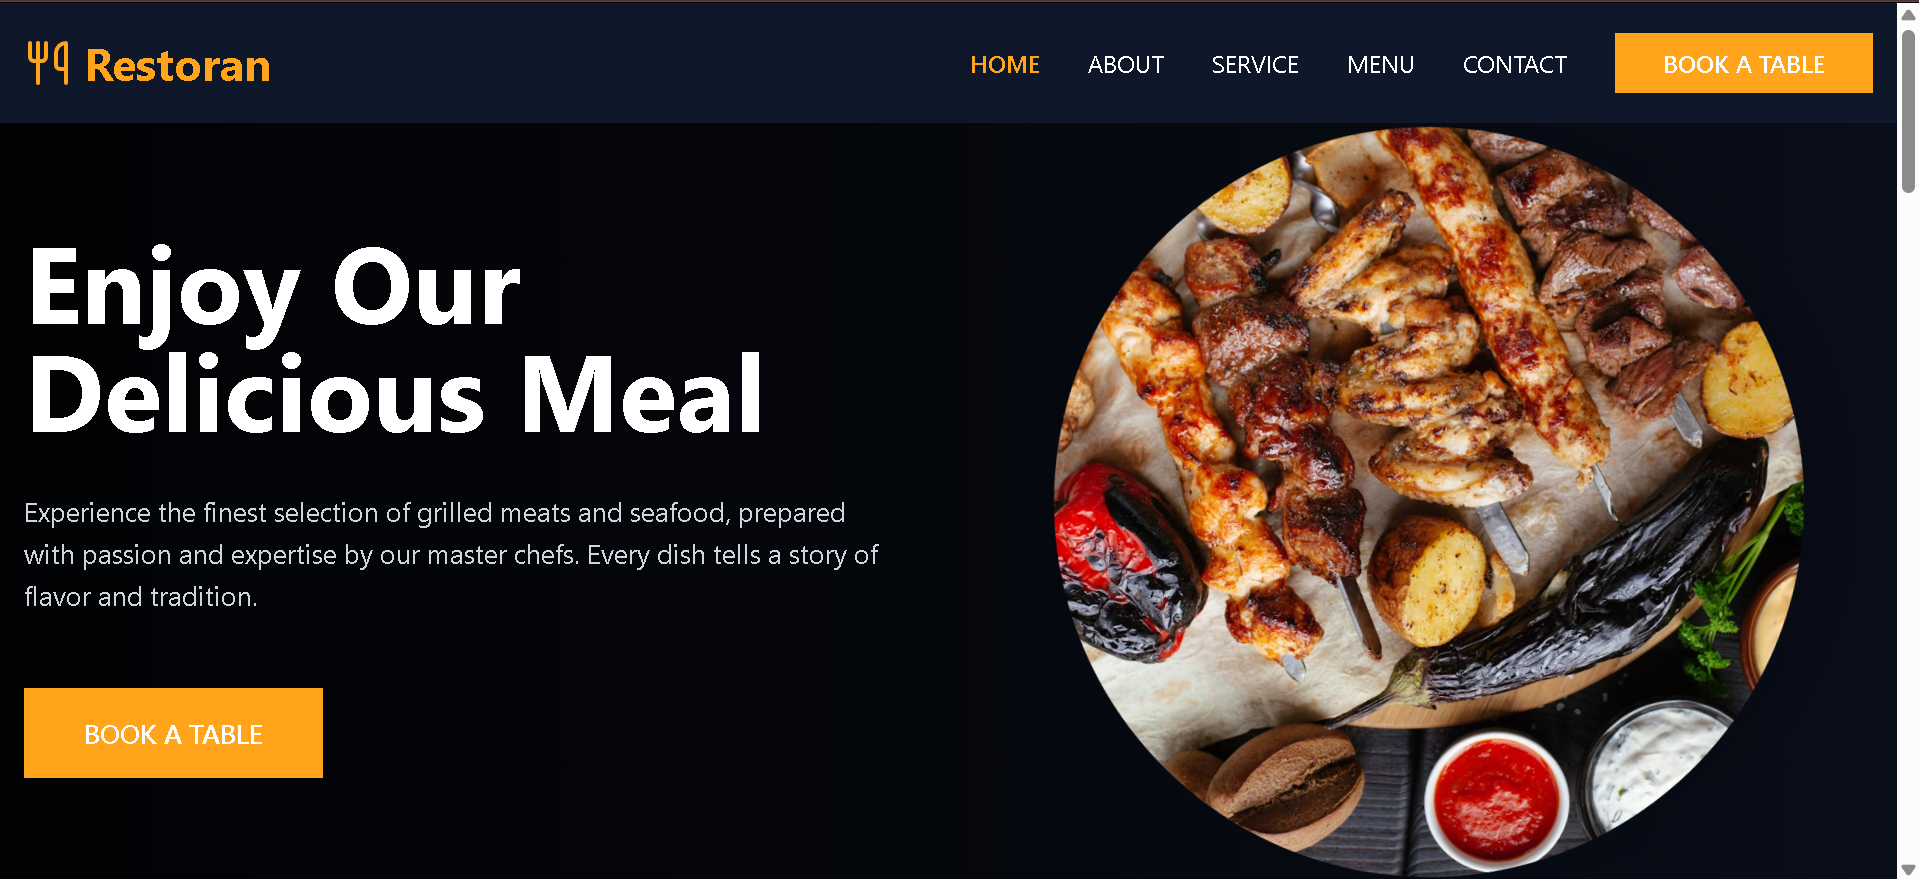 Restoran
HOME ABOUT SERVICE MENU CONTACT BOOK A TABLE
Enjoy Our
Delicious Meal
Experience the finest selection of grilled meats and seafood, prepared
with passion and expertise by our master chefs. Every dish tells a story of
flavor and tradition.
BOOK A TABLE